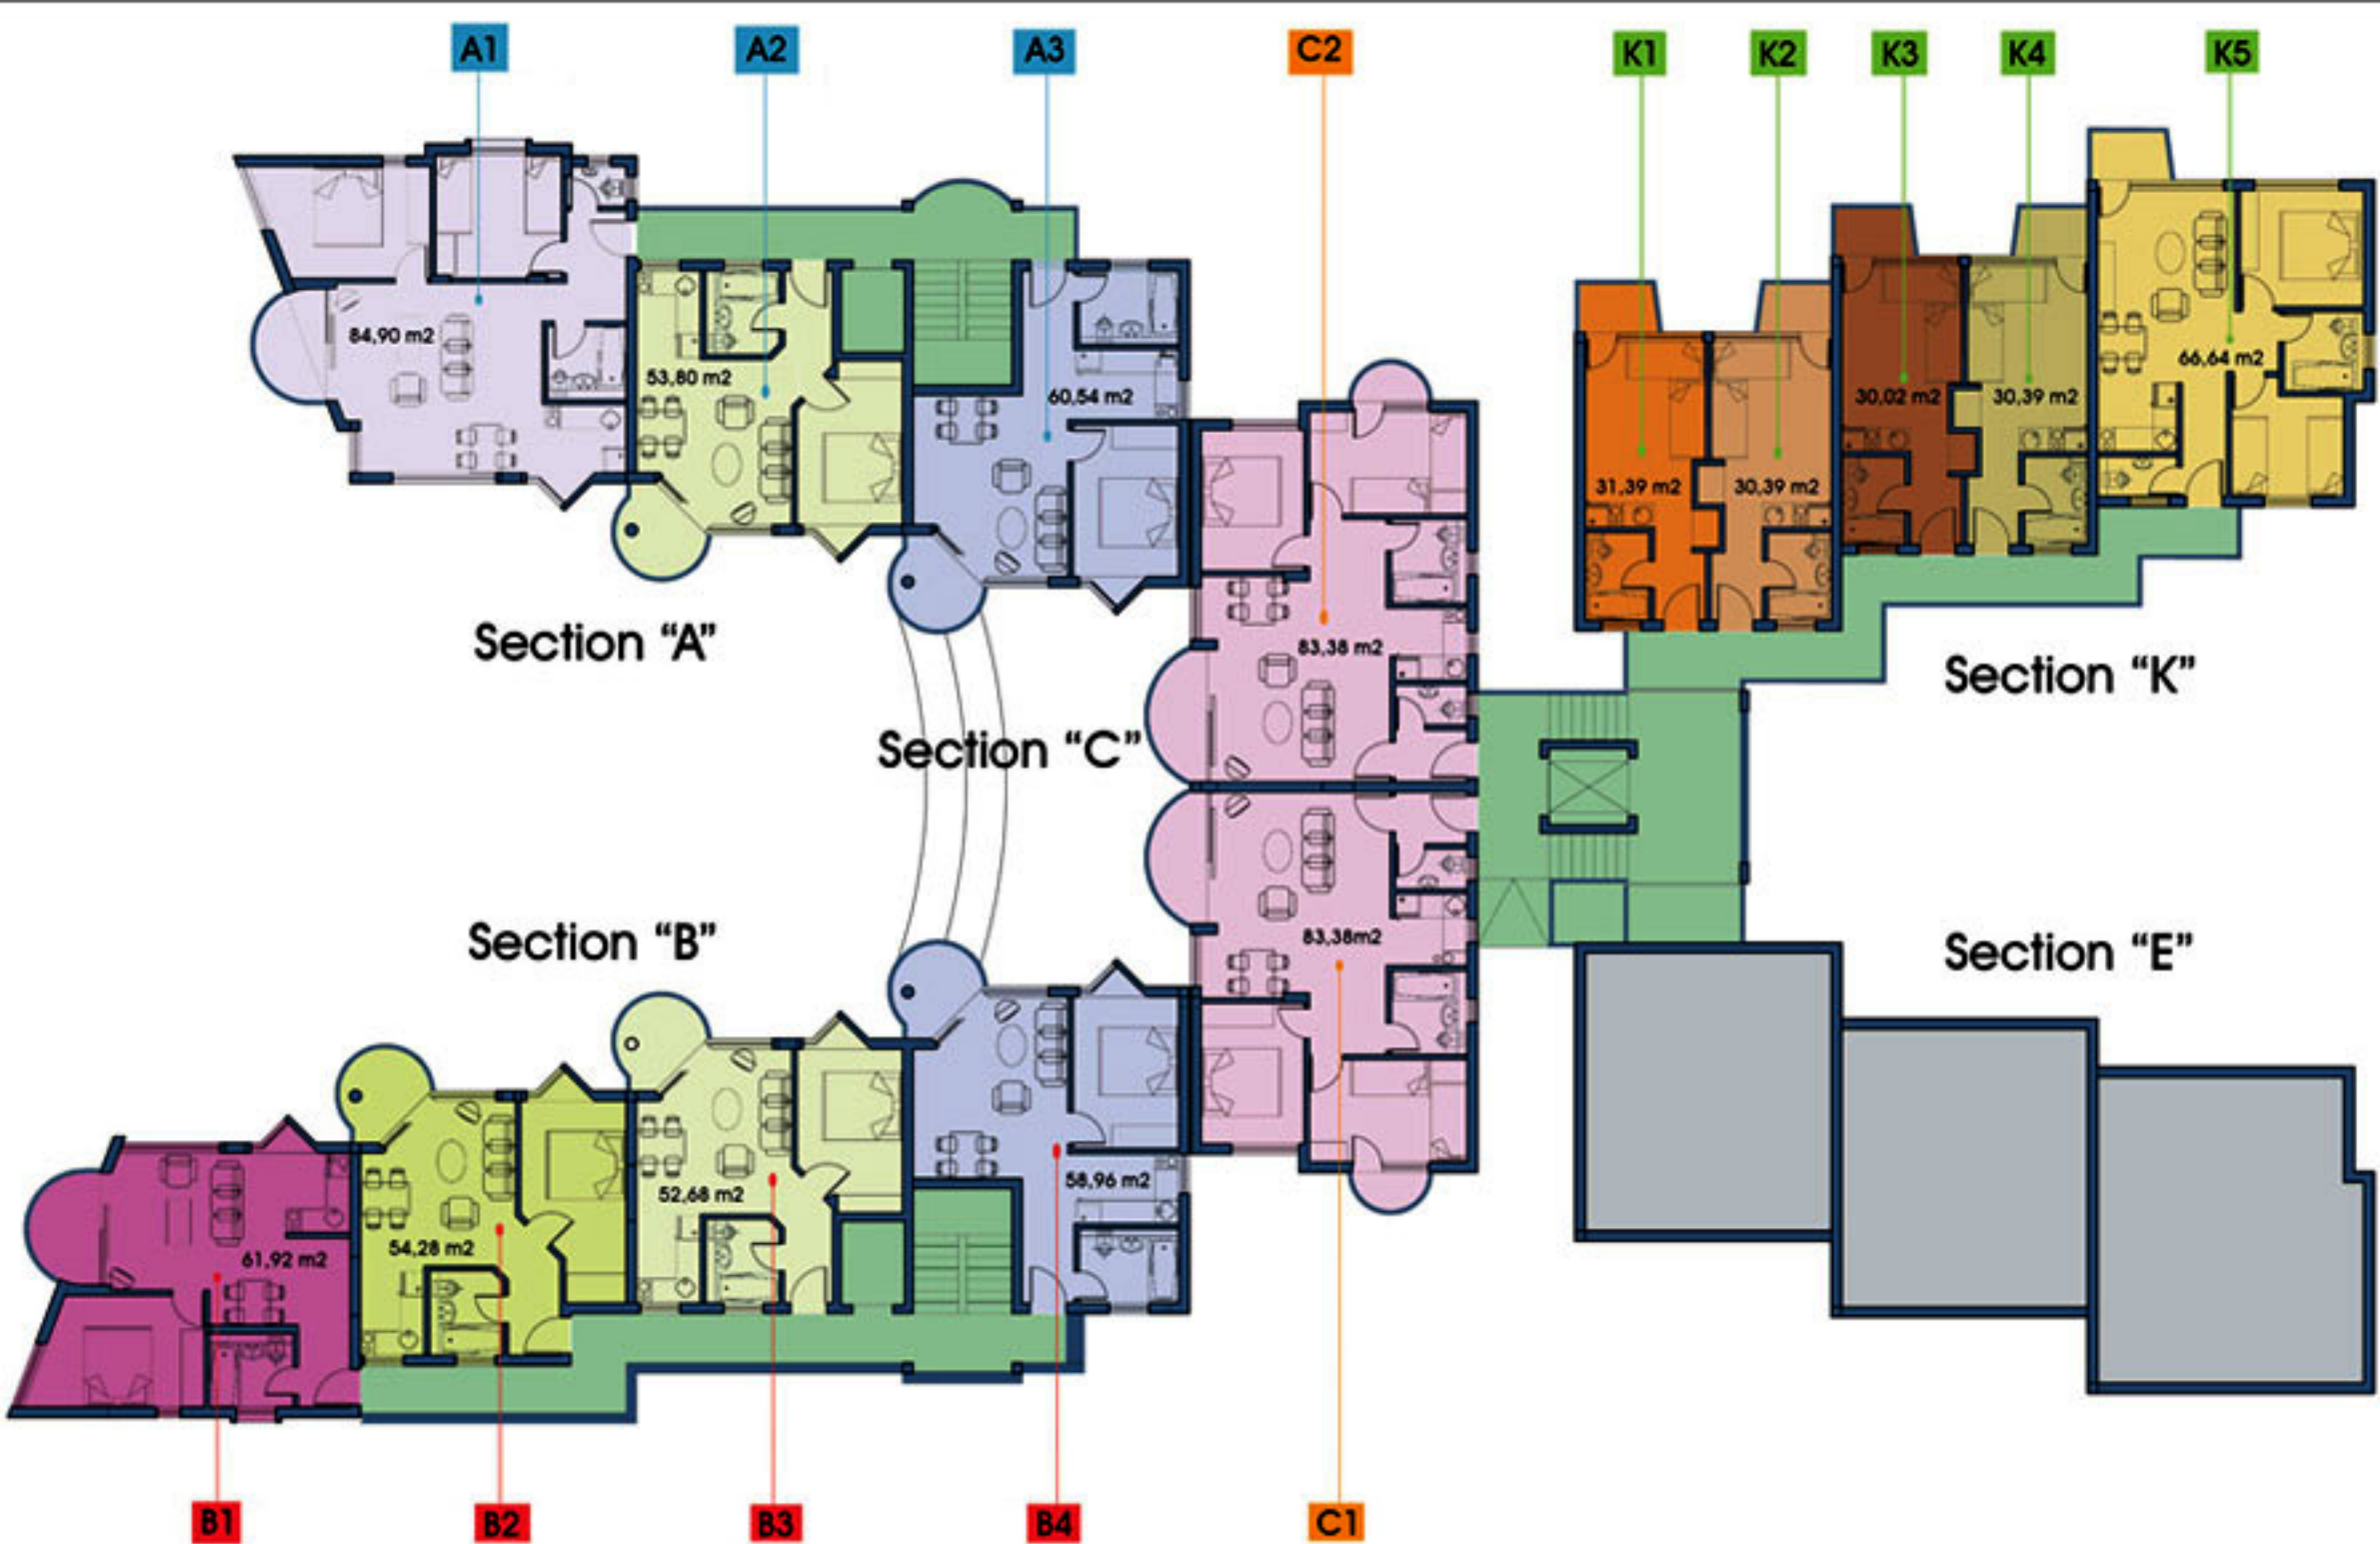 A1
A2
A3
C2
K1
K2
K3
K4
K5
84,90 m2
53,80 m2
60,54 m2
66,64 m2
30,02 m2
30,39 m2
31,39 m2
30,39 m2
Section “A”
83,38 m2
Section “K”
Section “C”
Section “B”
83,38m2
Section “E”
61,92 m2
54,28 m2
52,68 m2
58,96 m2
B1
B2
B3
B4
C1